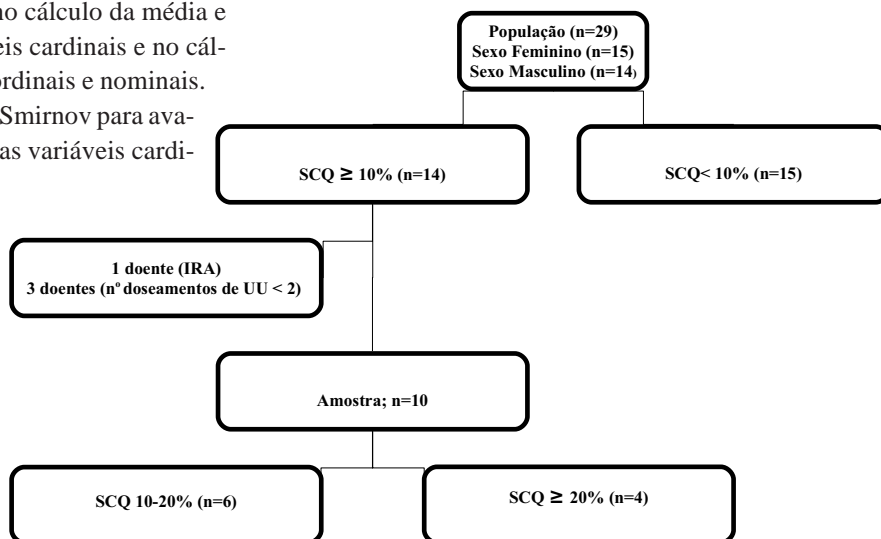 no cálculo da média e
eis cardinais e no cál-
ordinais e nominais.
Smirnov para ava-
as variáveis cardi-
População (n=29)
Sexo Feminino (n=15)
Sexo Masculino (n=14)
SCQ ≥ 10% (n=14)
SCQ< 10% (n=15)
1 doente (IRA)
3 doentes (nº doseamentos de UU < 2)
Amostra; n=10
SCQ 10-20% (n=6)
SCQ ≥ 20% (n=4)